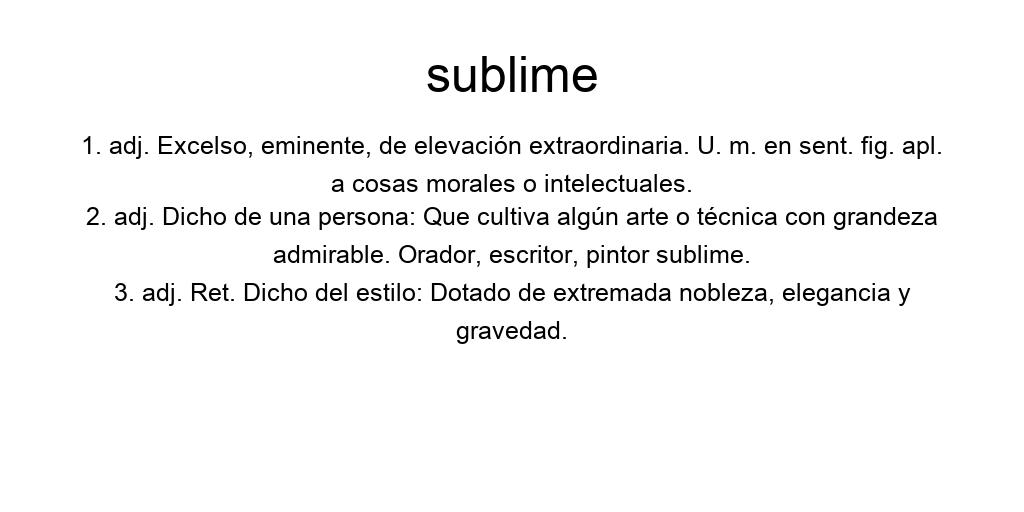 sublime
1. adj. Excelso, eminente, de elevación extraordinaria. U. m. en sent. fig. apl.
a cosas morales o intelectuales.
2. adj. Dicho de una persona: Que cultiva algún arte o técnica con grandeza
admirable. Orador, escritor, pintor sublime.
3. adj. Ret. Dicho del estilo: Dotado de extremada nobleza, elegancia y
gravedad.